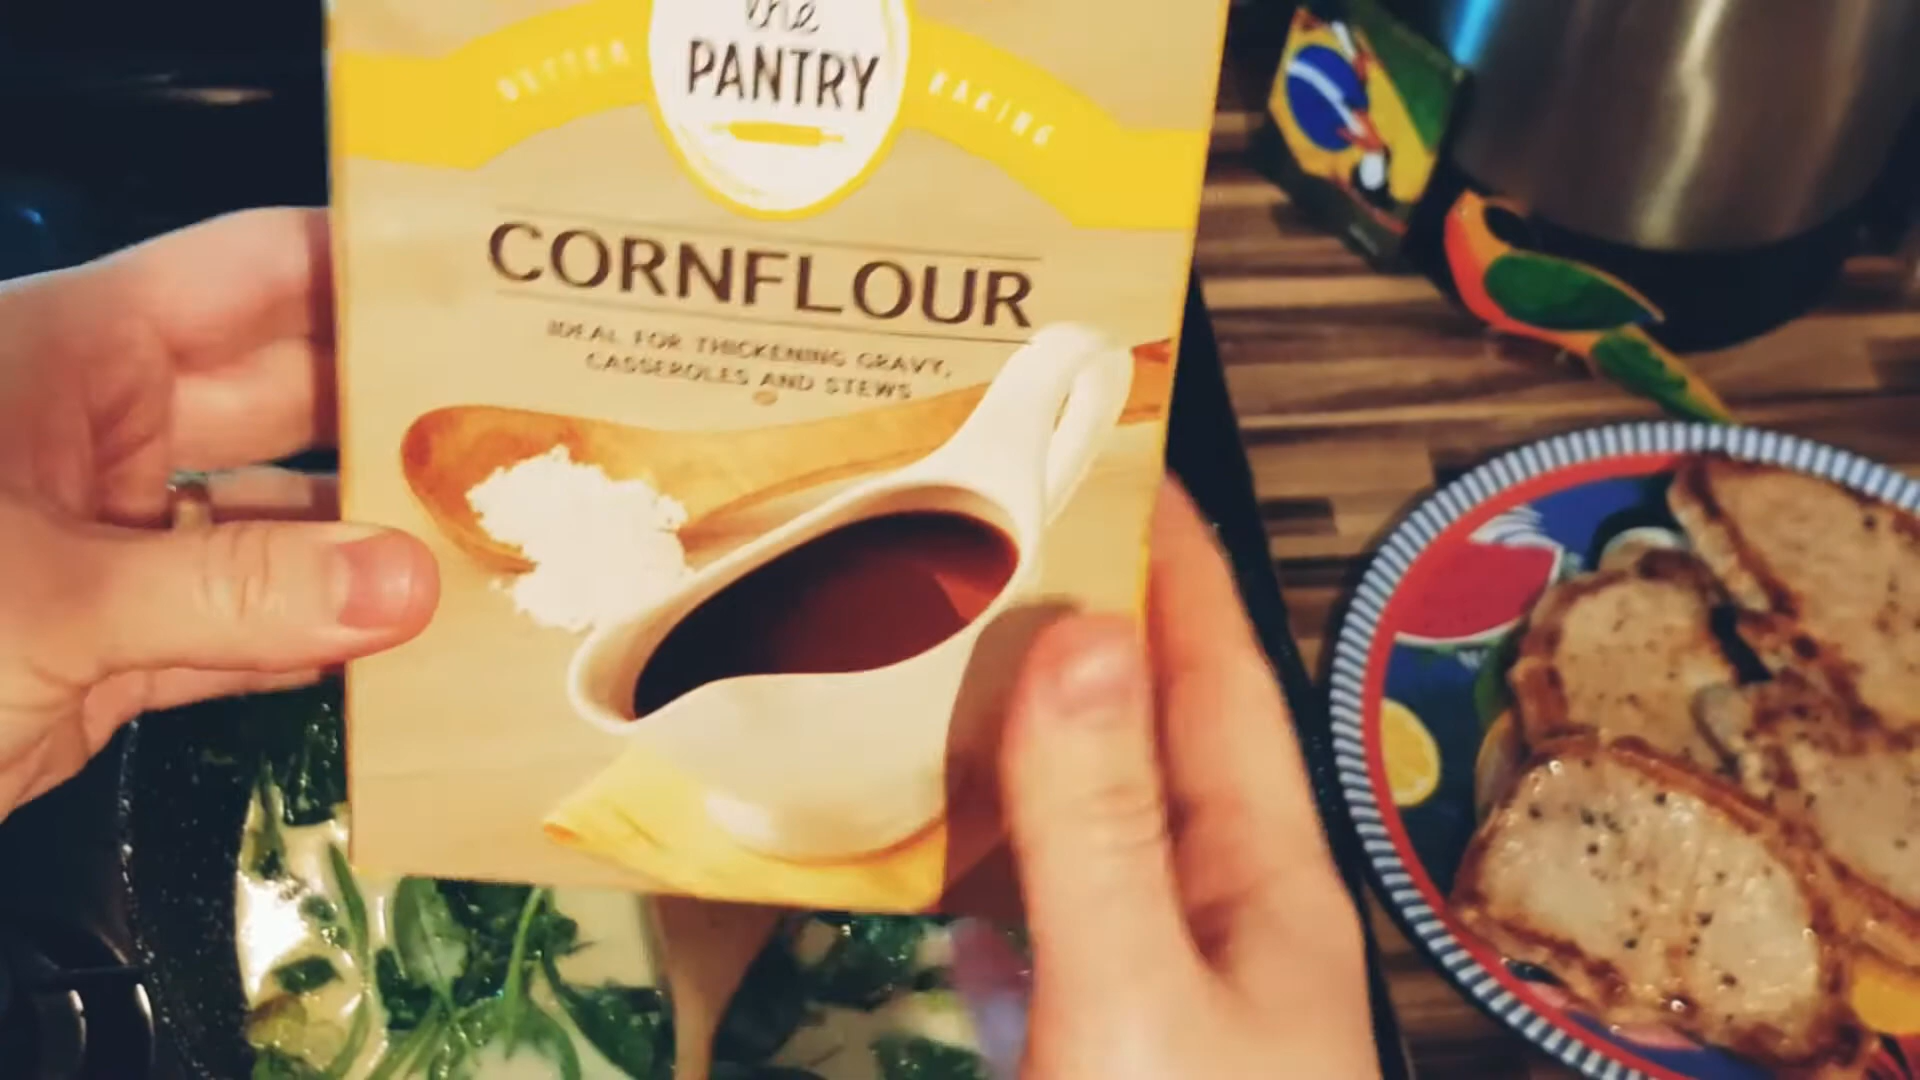 the
PANTRY
BETTER BAKING
CORNFLOUR
IDEAL FOR THICKENING GRAVY,
CASSEROLES AND STEWS